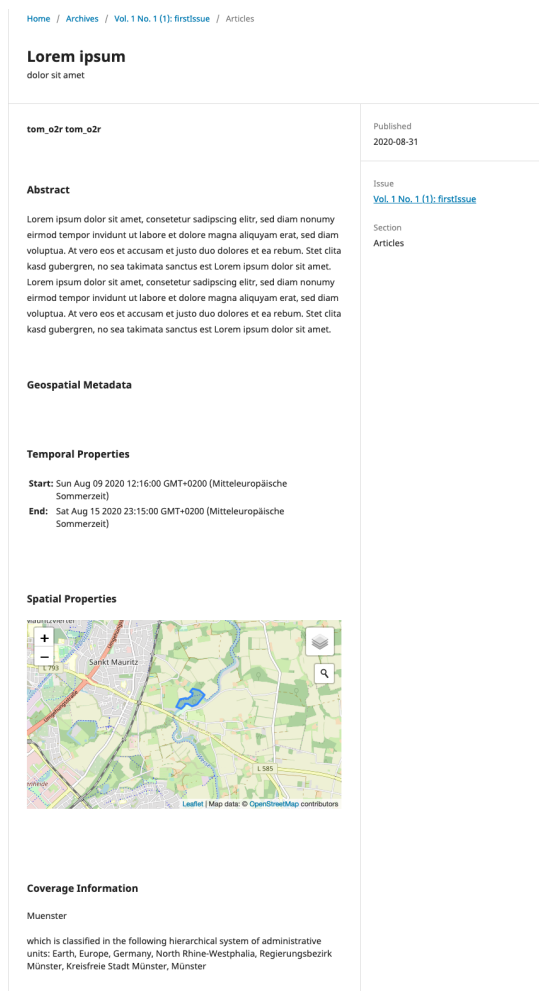 Home / Archives / Vol. 1 No. 1 (1): firstIssue / Articles
Lorem ipsum
dolor sit amet
tom_o2r tom_o2r
Abstract
Lorem ipsum dolor sit amet, consetetur sadipscing elitr, sed diam nonumy
eirmod tempor invidunt ut labore et dolore magna aliquyam erat, sed diam
voluptua. At vero eos et accusam et justo duo dolores et ea rebum. Stet clita
kasd gubergren, no sea takimata sanctus est Lorem ipsum dolor sit amet.
Lorem ipsum dolor sit amet, consetetur sadipscing elitr, sed diam nonumy
eirmod tempor invidunt ut labore et dolore magna aliquyam erat, sed diam
voluptua. At vero eos et accusam et justo duo dolores et ea rebum. Stet clita
kasd gubergren, no sea takimata sanctus est Lorem ipsum dolor sit amet.
Geospatial Metadata
Temporal Properties
Start: Sun Aug 09 2020 12:16:00 GMT+0200 (Mitteleuropäische
Sommerzeit)
End: Sat Aug 15 2020 23:15:00 GMT+0200 (Mitteleuropäische
Sommerzeit)
Spatial Properties
+
−
L 793
Sankt Mauritz
L 585
Leaflet | Map data: © OpenStreetMap contributors
Coverage Information
Muenster
which is classified in the following hierarchical system of administrative
units: Earth, Europe, Germany, North Rhine-Westphalia, Regierungsbezirk
Münster, Kreisfreie Stadt Münster, Münster
Published
2020-08-31
Issue
Vol. 1 No. 1 (1): firstIssue
Section
Articles